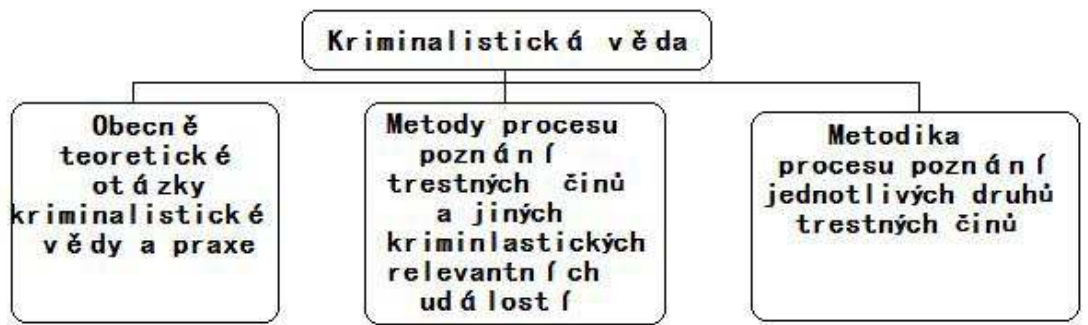 Kriminalistická věda
Obecně
teoretické
otázky
kriminalistické
vědy a praxe
Metody procesu
poznání
trestných činů
a jiných
kriminlastických
relevantních
událostí
Metodika
procesu poznání
jednotlivých druhů
trestných činů